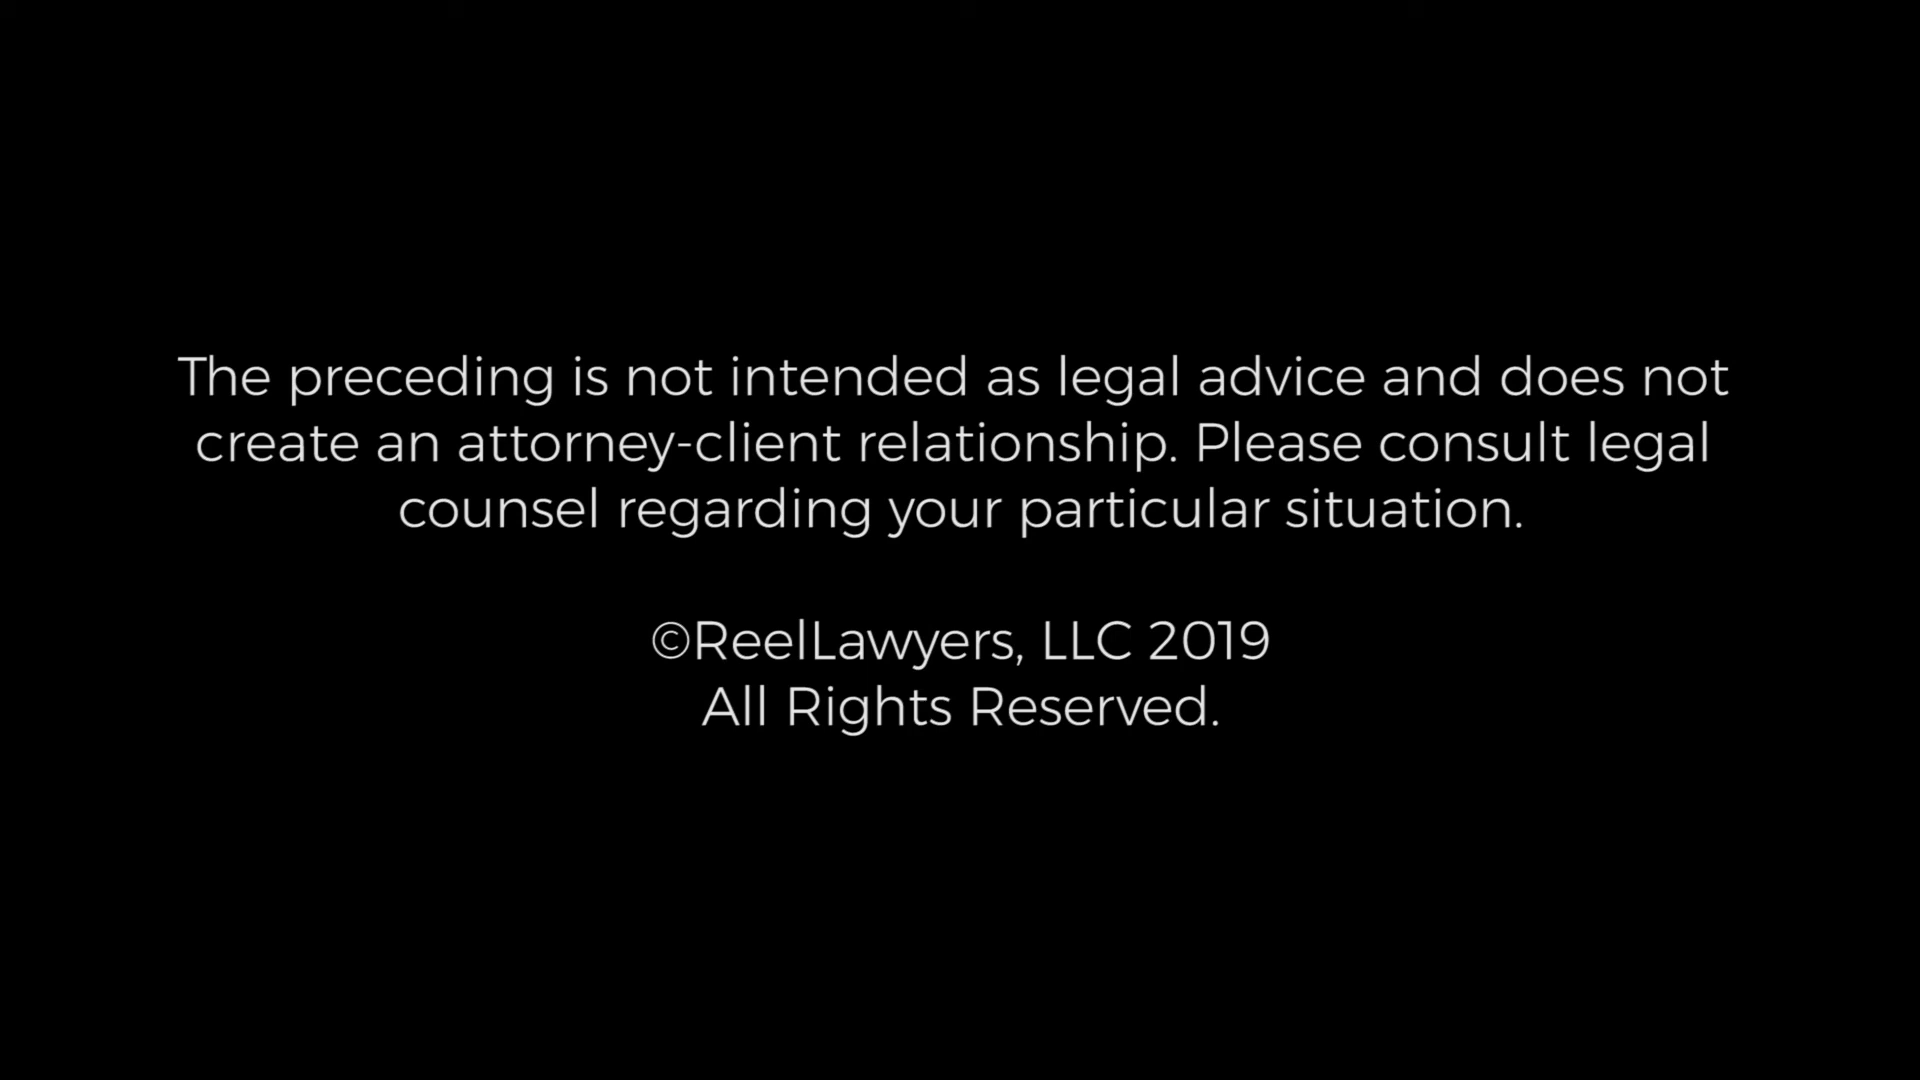 The preceding is not intended as legal advice and does not
create an attorney-client relationship. Please consult legal
counsel regarding your particular situation.
©ReelLawyers, LLC 2019
All Rights Reserved.